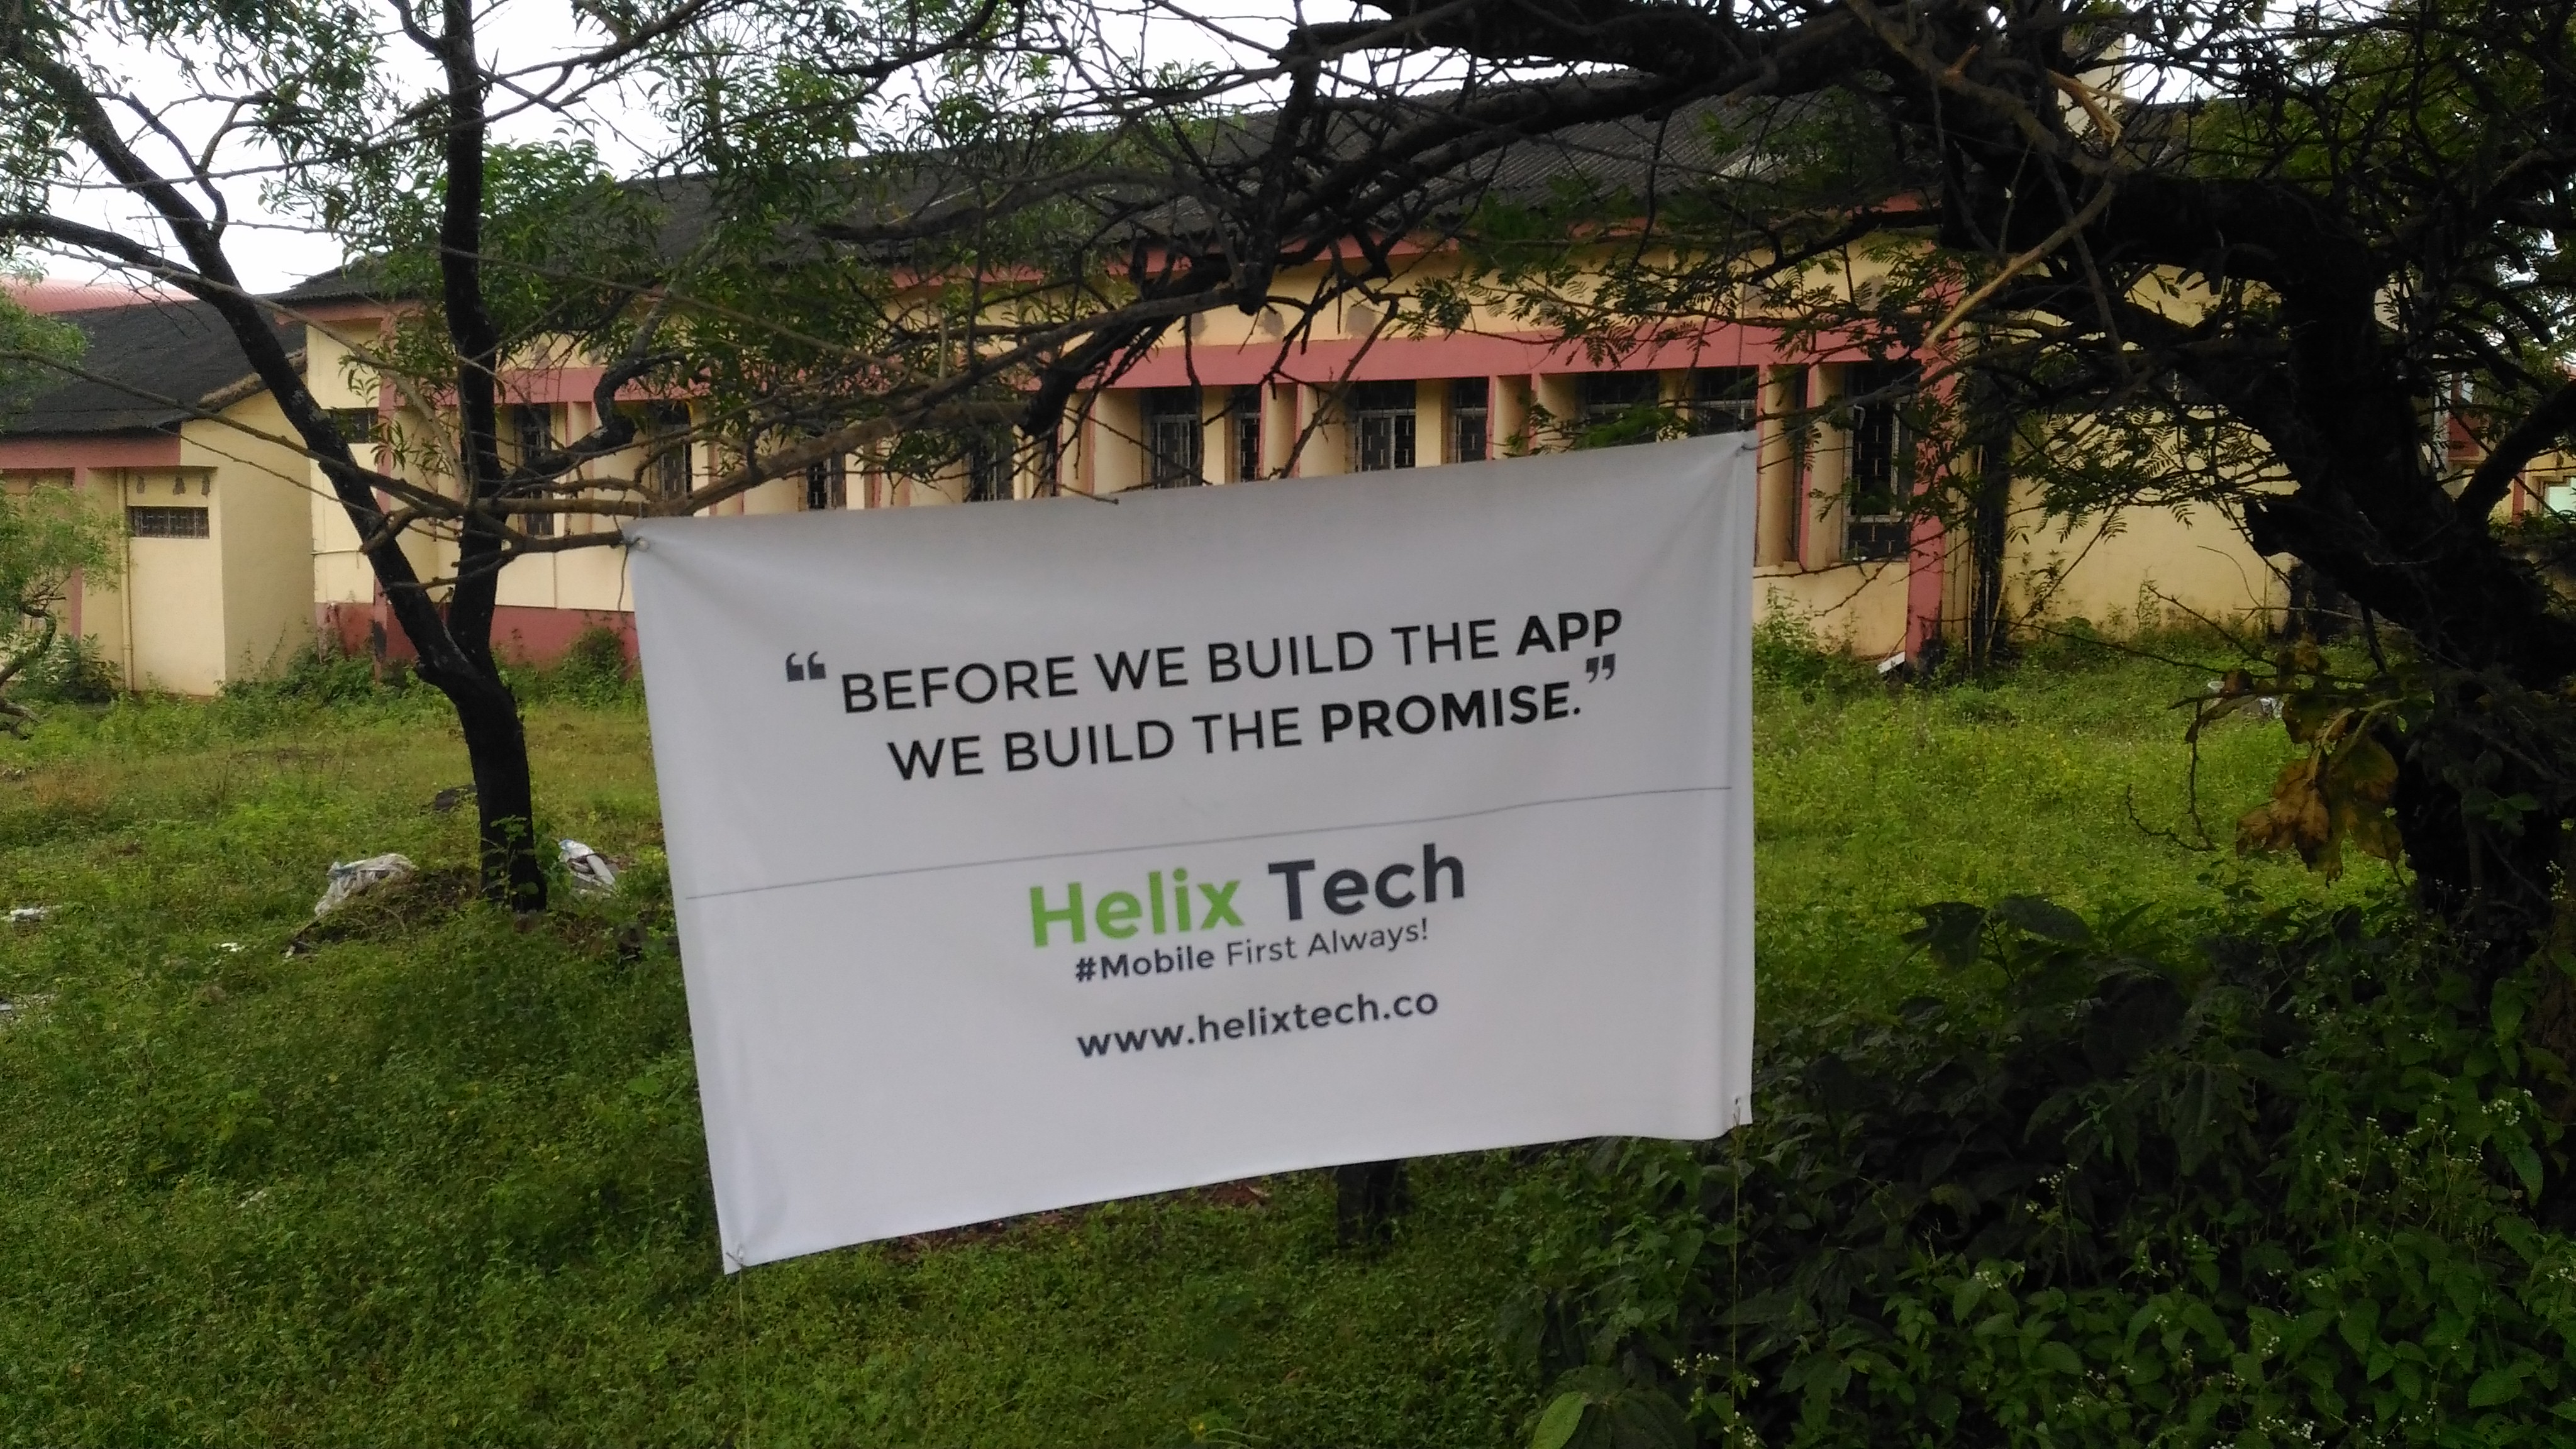 “BEFORE WE BUILD THE APP
WE BUILD THE PROMISE.”
Helix Tech
#Mobile First Always!
www.helixtech.co